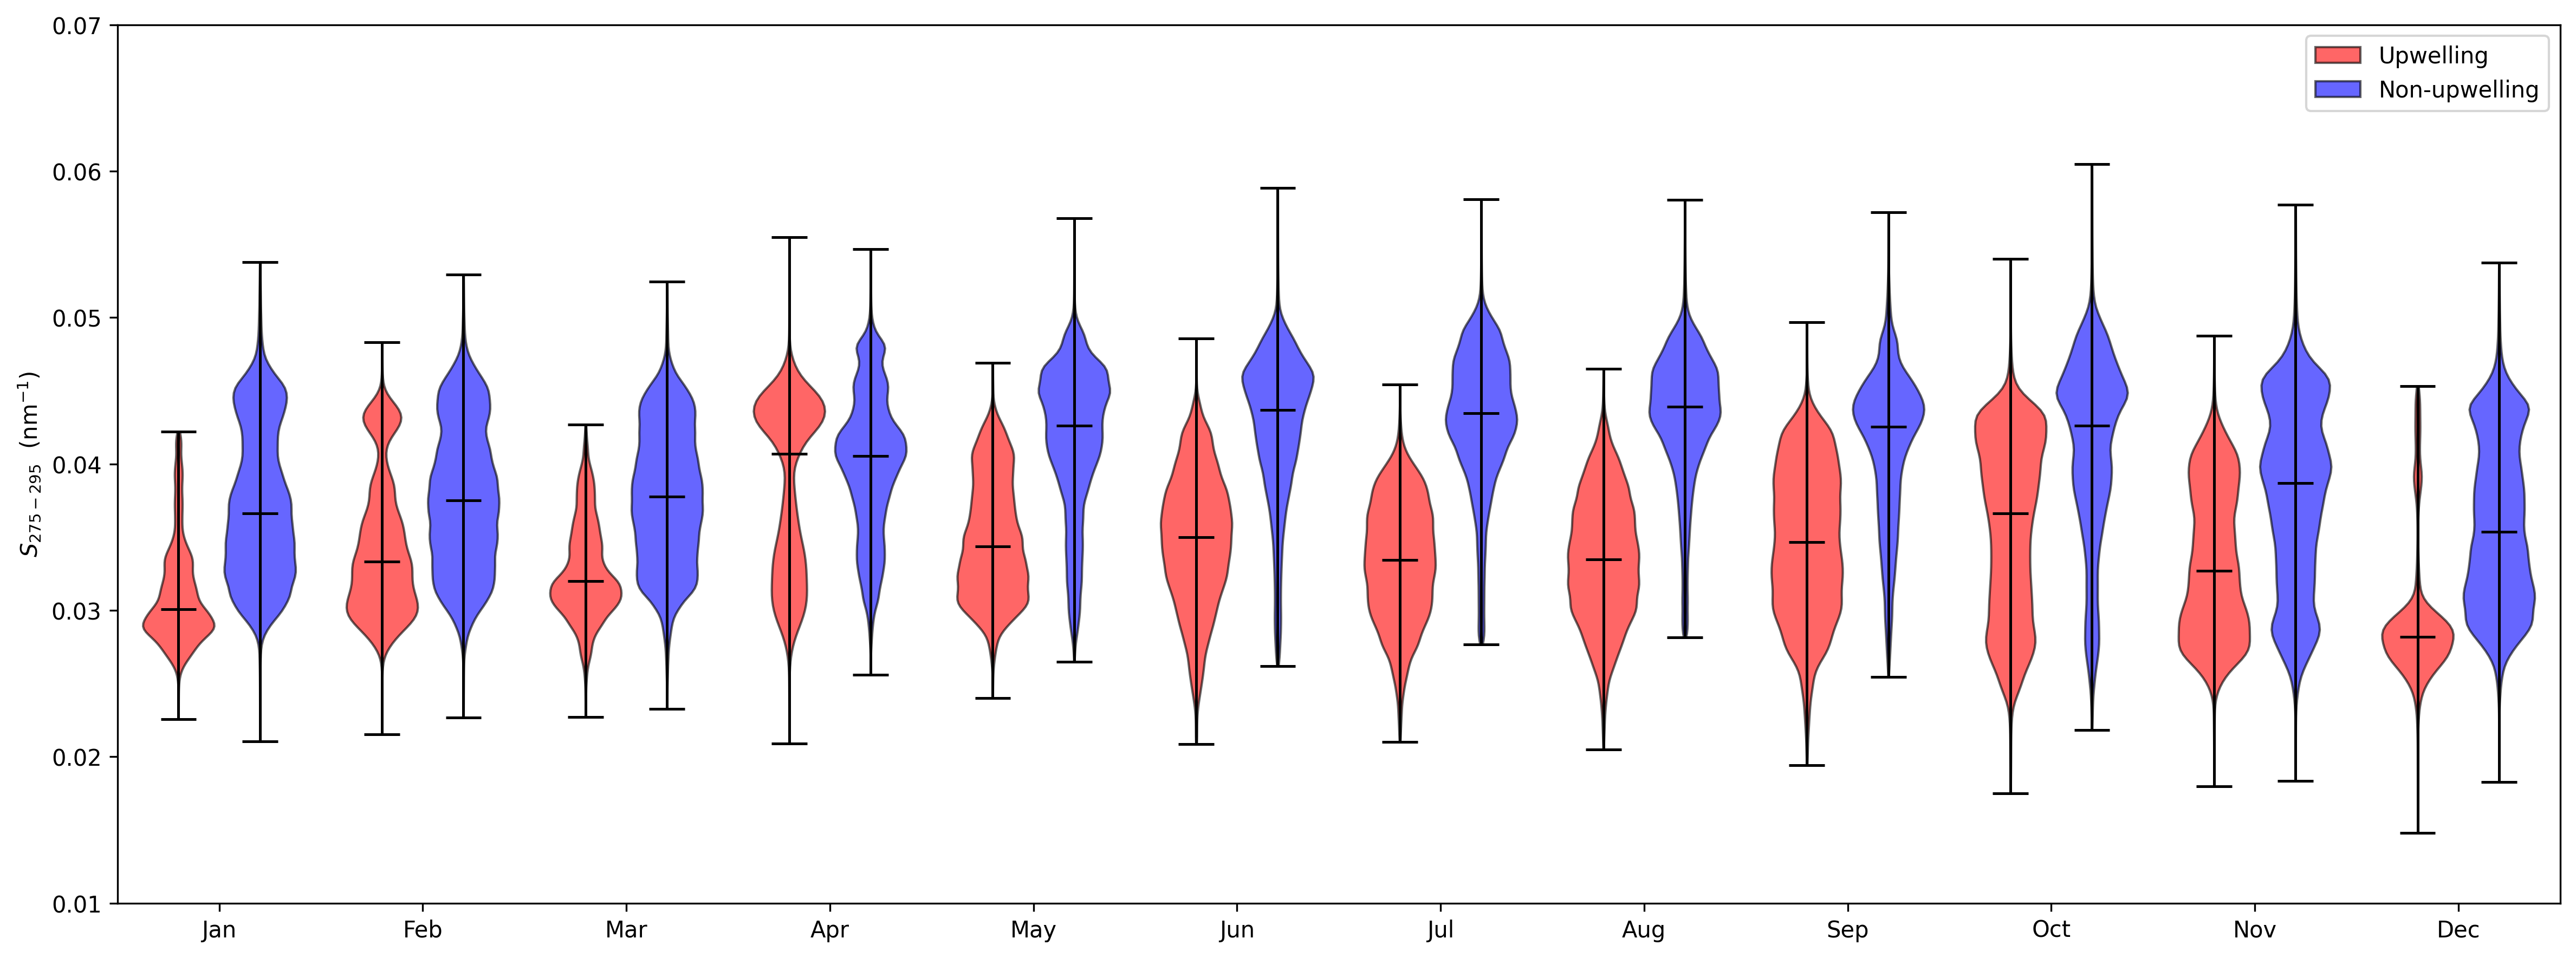 0.07
0.06
0.05
0.04
0.03
0.02
0.01
S275−295 (nm−1)
Upwelling
Non-upwelling
Jan Feb Mar Apr May Jun Jul Aug Sep Oct Nov Dec